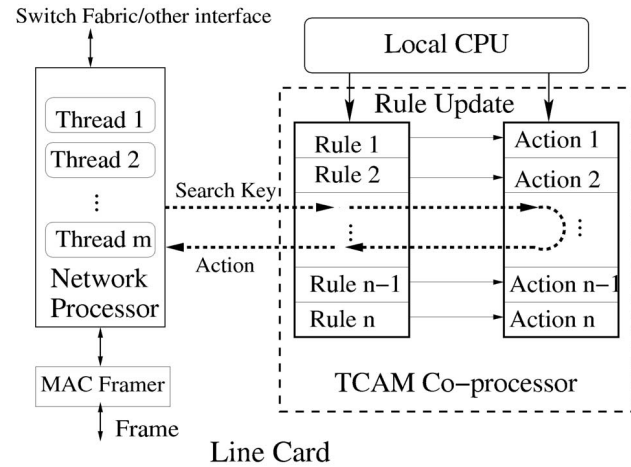 Switch Fabric/other interface
Local CPU
Rule Update
Thread 1
Thread 2
⋮
Thread m
Network
Processor
Search Key
Action
Rule 1
Rule 2
⋮
Rule n−1
Rule n
Action 1
Action 2
⋮
Action n−1
Action n
TCAM Co−processor
MAC Framer
Frame
Line Card